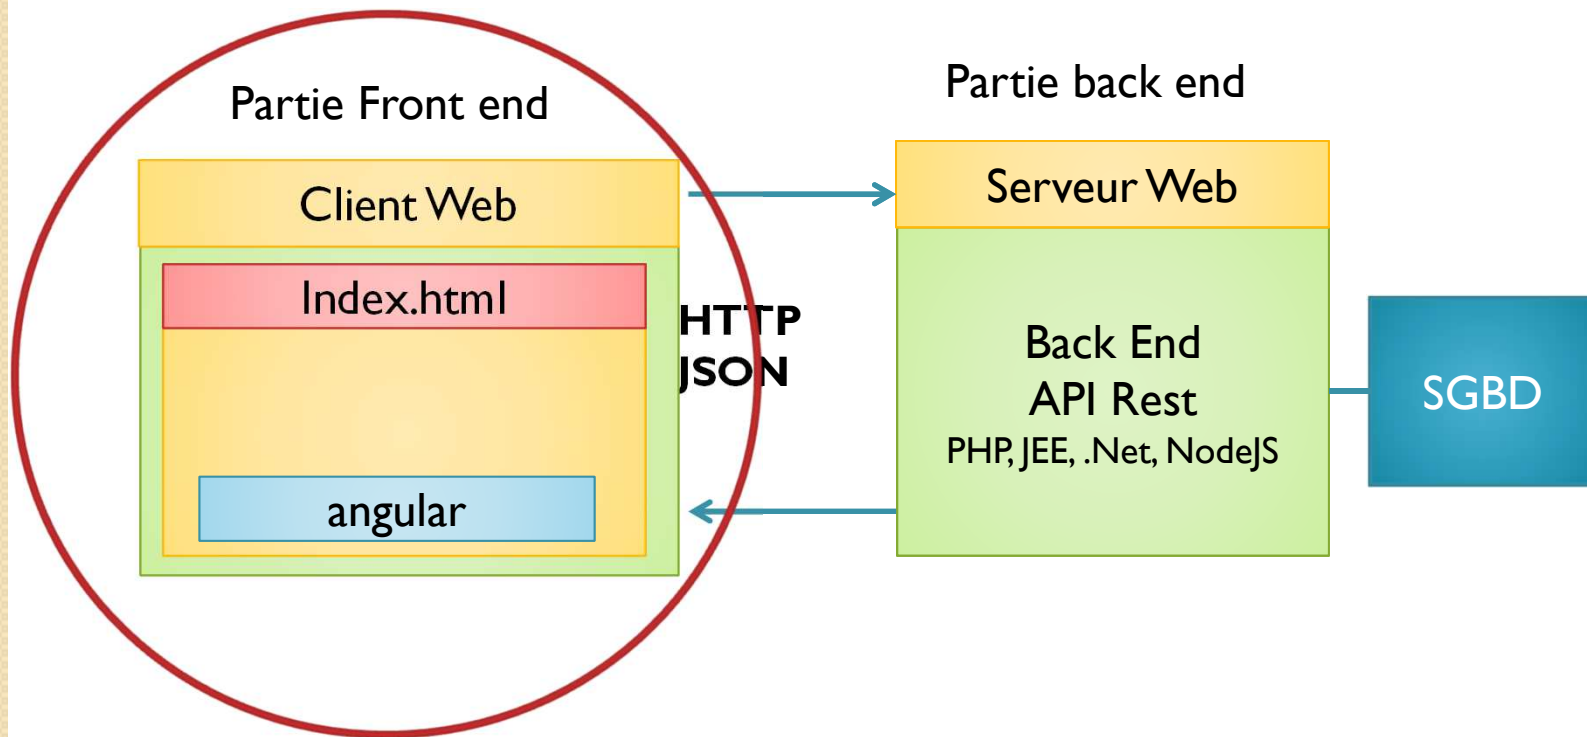 Partie Front end
Client Web
Index.html
angular
HTTP
JSON
Partie back end
Serveur Web
Back End
API Rest
PHP, JEE, .Net, NodeJS
SGBD